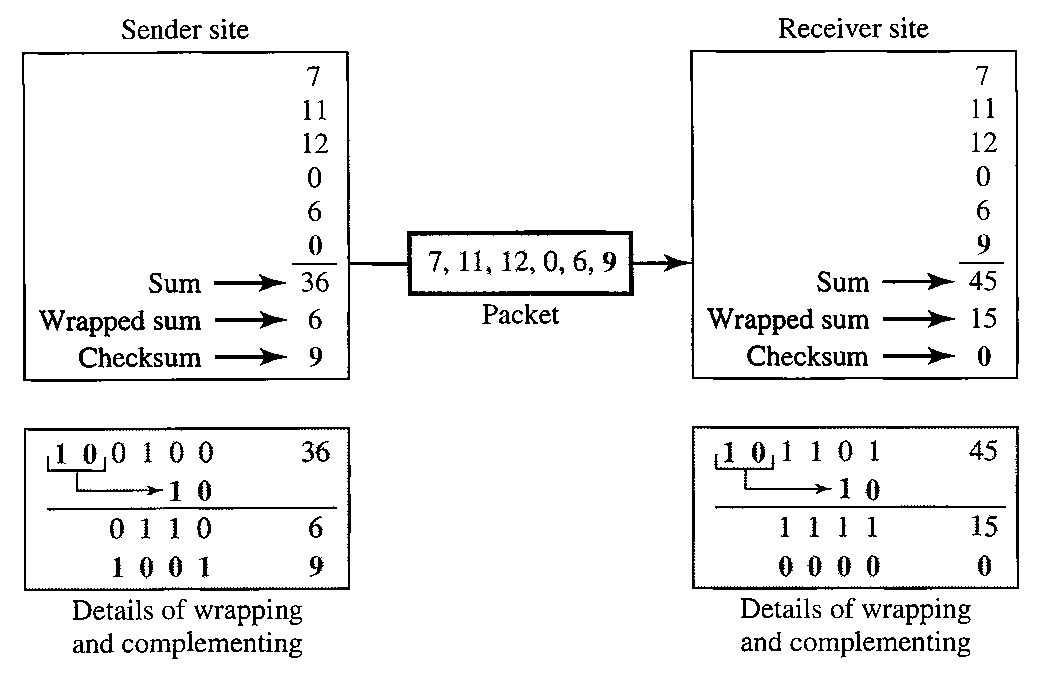 Sender site
7
11
12
0
6
0
Sum 36
Wrapped sum 6
Checksum 9
7, 11, 12, 0, 6, 9
Packet
Receiver site
7
11
12
0
6
9
Sum 45
Wrapped sum 15
Checksum 0
1 0 0 1 0 0 36
1 0
0 1 1 0 6
1 0 0 1 9
Details of wrapping
and complementing
1 0 1 1 0 1 45
1 0
1 1 1 1 15
0 0 0 0 0
Details of wrapping
and complementing